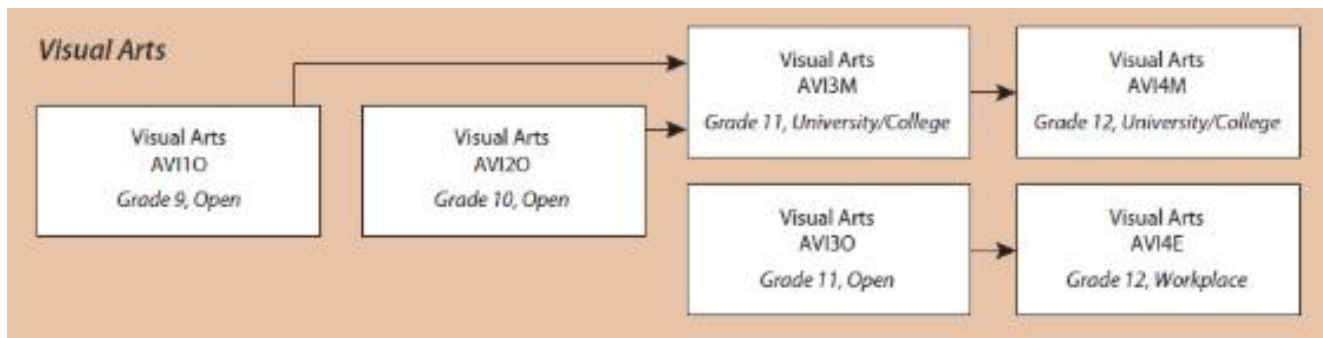 Visual Arts
Visual Arts
AVI1O
Grade 9, Open
Visual Arts
AVI2O
Grade 10, Open
Visual Arts
AVI3M
Grade 11, University/College
Visual Arts
AVI4M
Grade 12, University/College
Visual Arts
AVI3O
Grade 11, Open
Visual Arts
AVI4E
Grade 12, Workplace